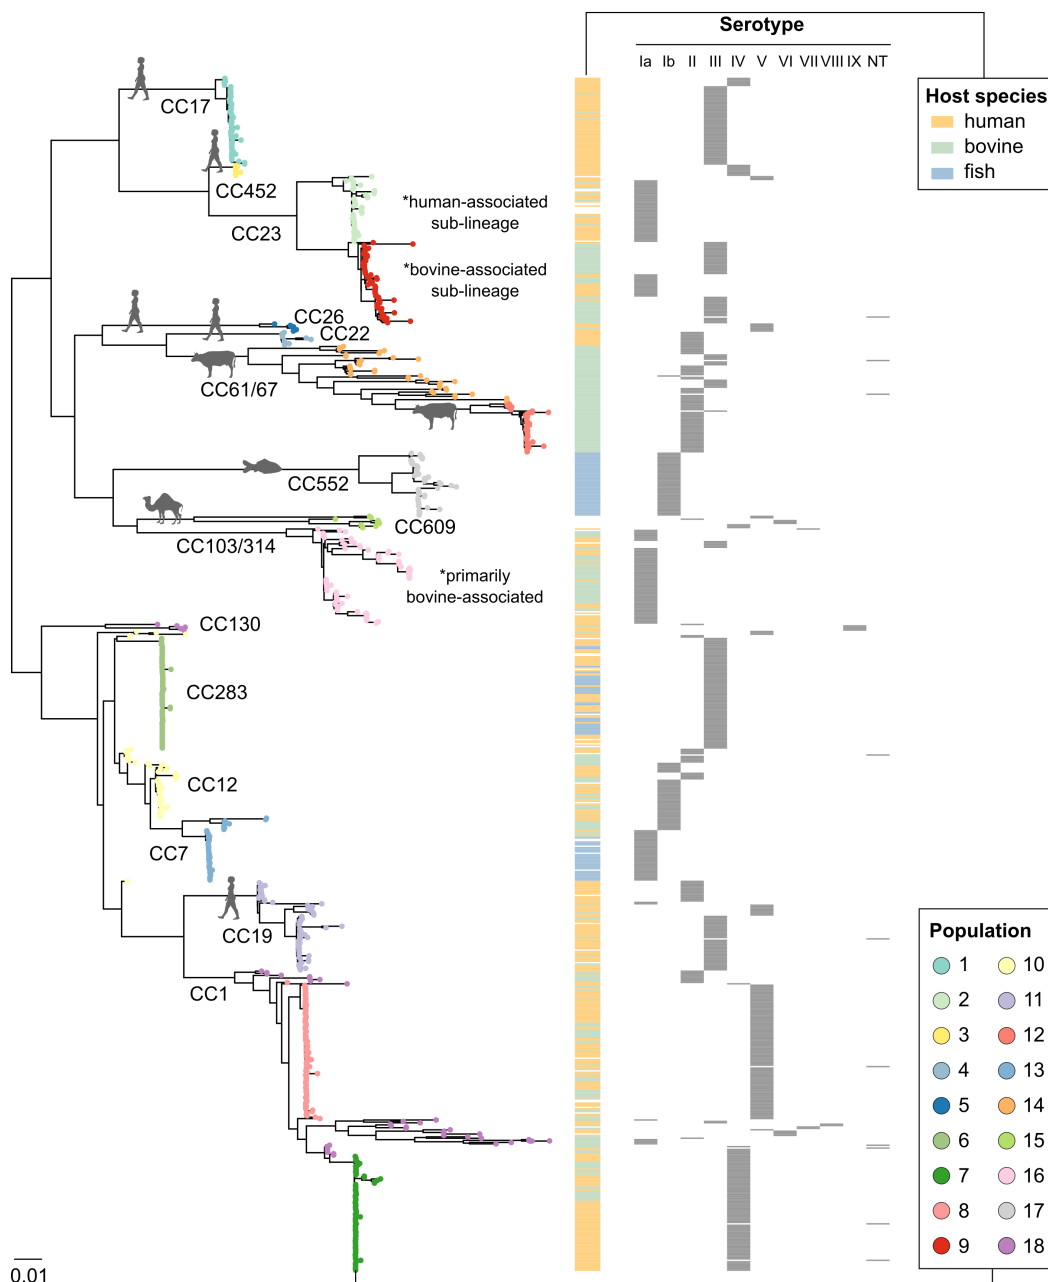 Serotype
Ia Ib II III IV V VI VII VIII IX NT
Host species
human
bovine
fish
CC17
CC452
*human-associated
sub-lineage
CC23
*bovine-associated
sub-lineage
CC26
CC22
CC61/67
CC552
CC609
CC103/314
*primarily
bovine-associated
CC130
CC283
CC12
CC7
CC19
CC1
Population
1 10
2 11
3 12
4 13
5 14
6 15
7 16
8 17
9 18
0.01